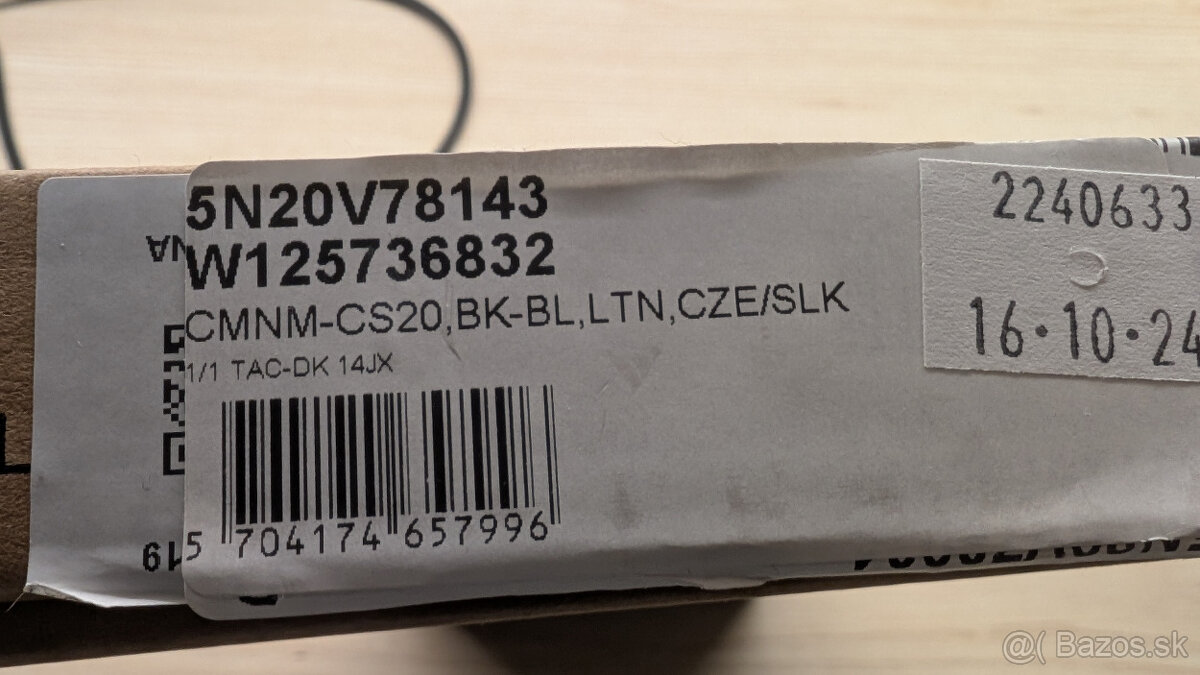 5N20V78143
W125736832
CMNM-CS20,BK-BL,LTN,CZE/SLK
1/1 TAC-DK 14JX
5 704174 657996
2240633
16·10·24
@( Bazos.sk